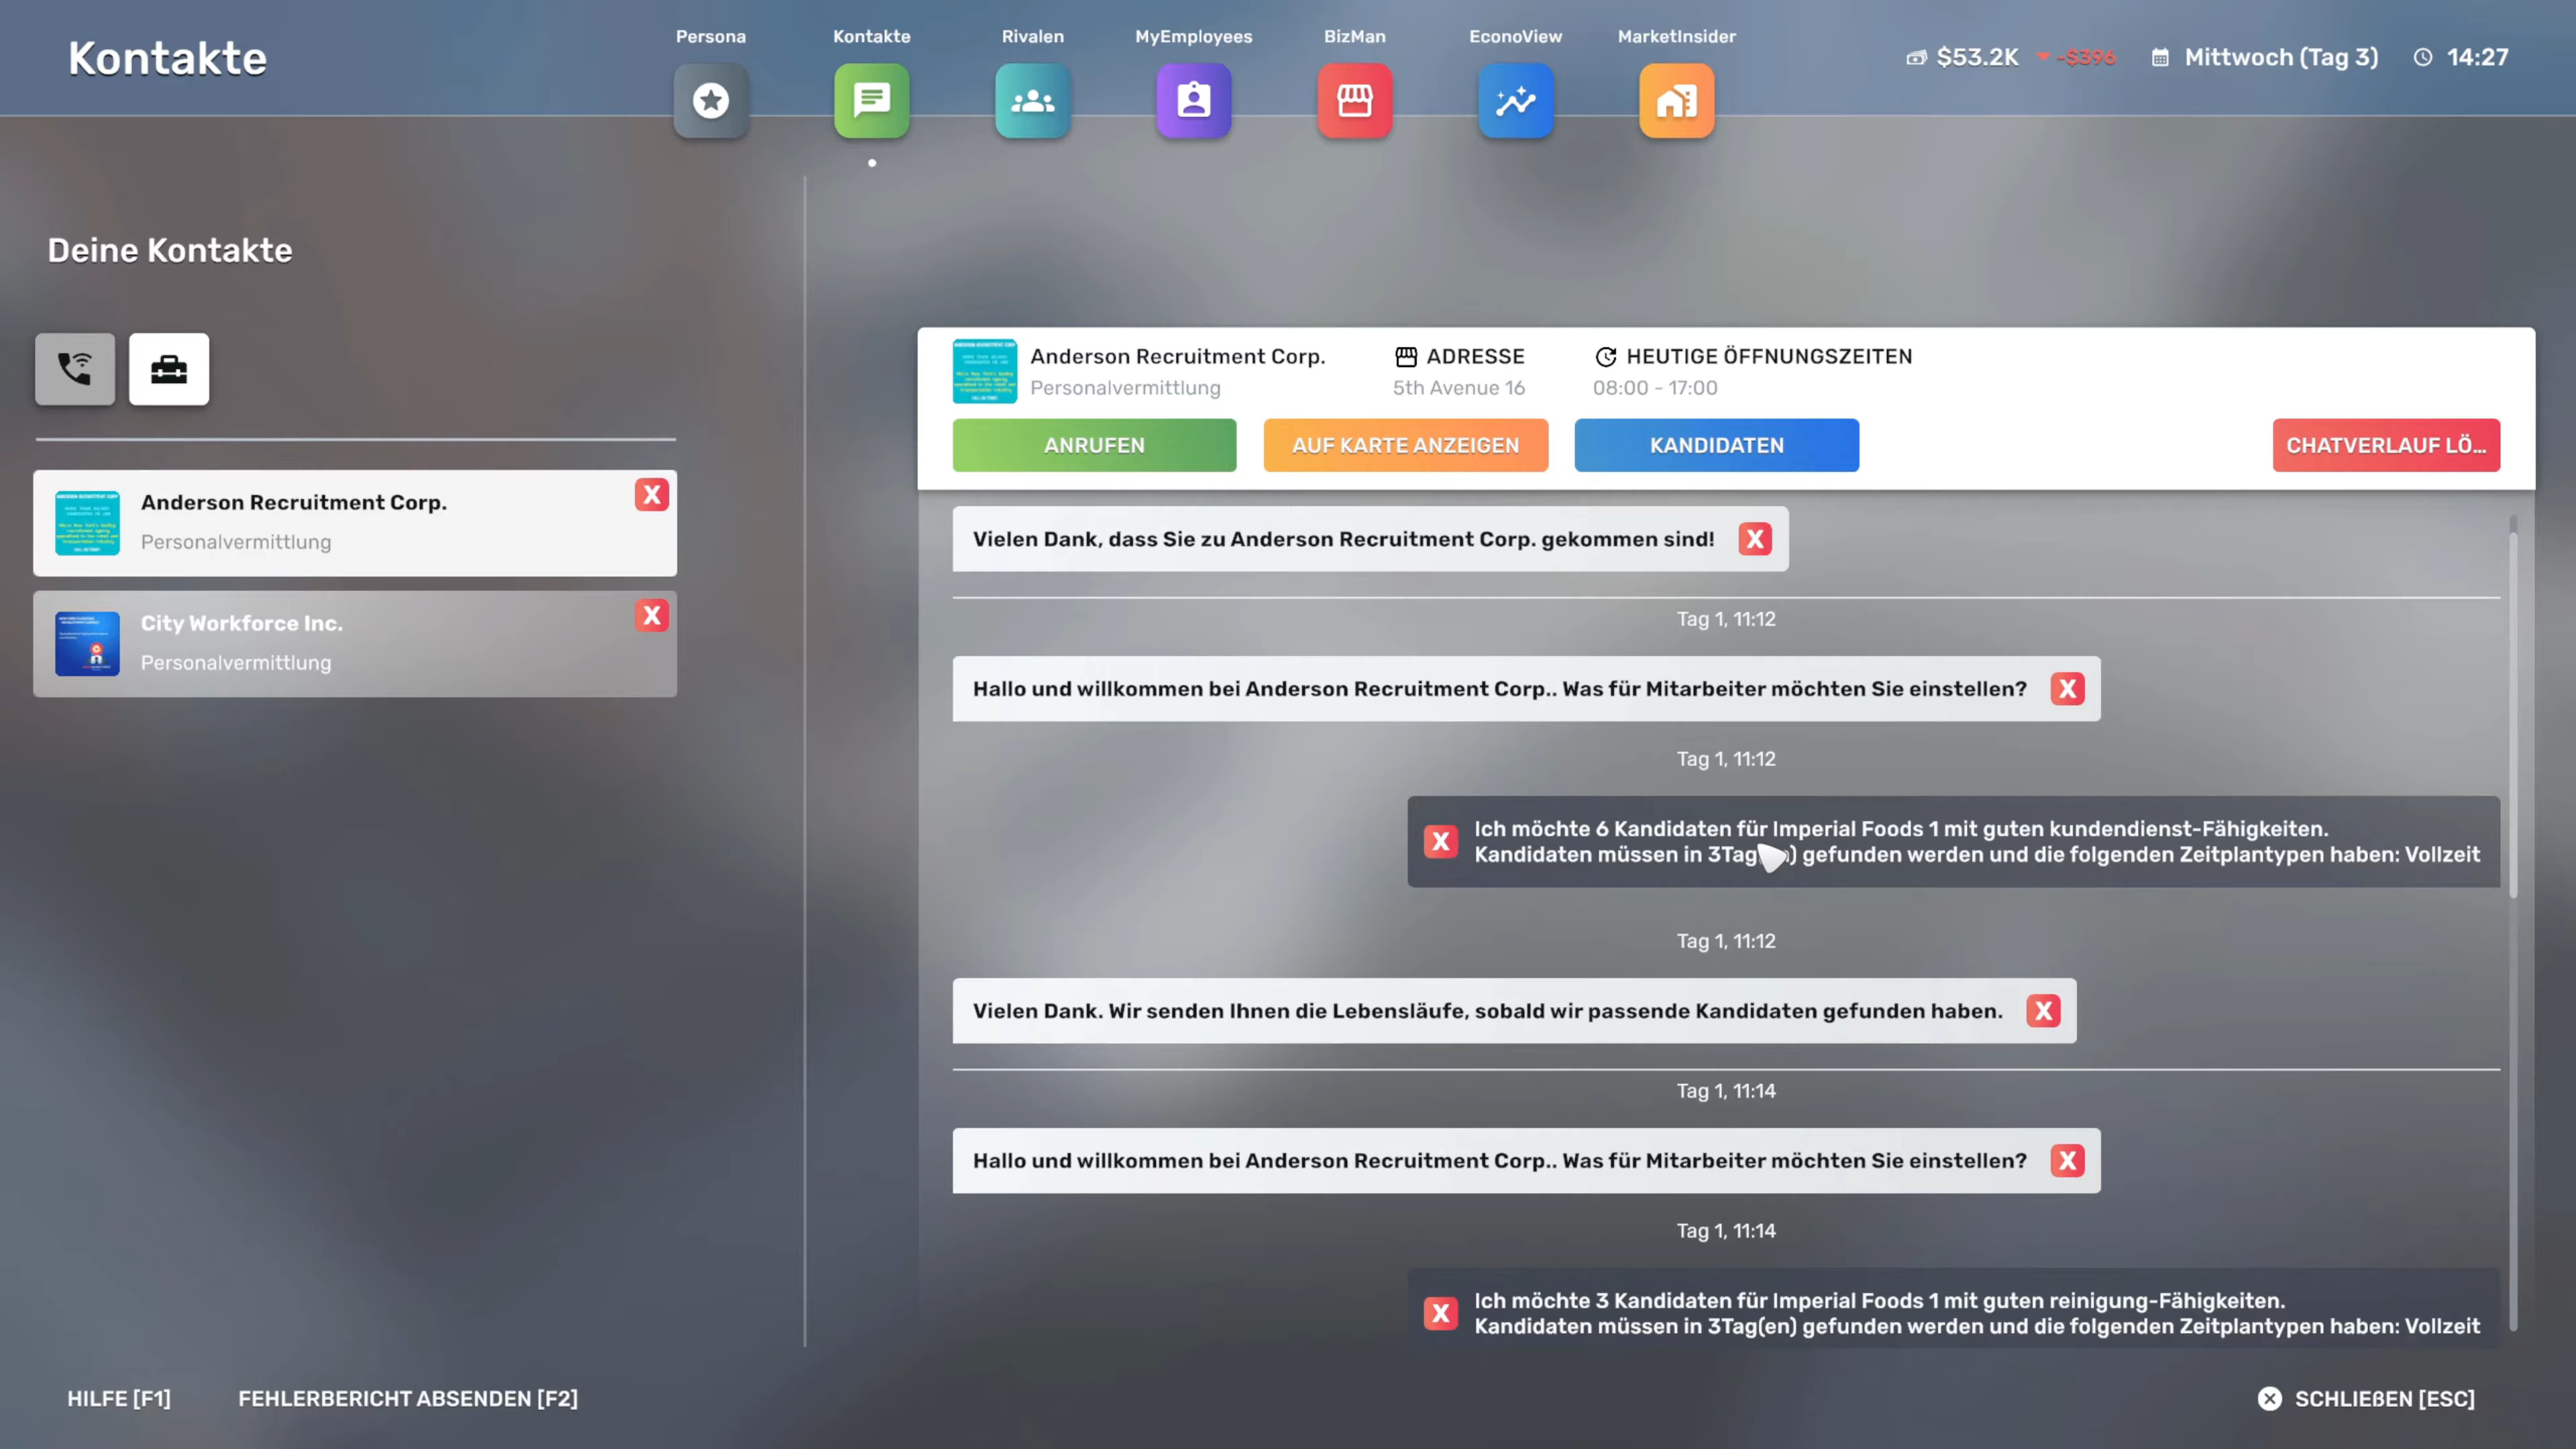 Kontakte
Persona
Kontakte
Rivalen
MyEmployees
BizMan
EconoView
MarketInsider
$53.2K
-$396
Mittwoch (Tag 3)
14:27
Deine Kontakte
Anderson Recruitment Corp.
Personalvermittlung
X
City Workforce Inc.
Personalvermittlung
X
Anderson Recruitment Corp.
Personalvermittlung
ADRESSE
5th Avenue 16
HEUTIGE ÖFFNUNGSZEITEN
08:00 - 17:00
ANRUFEN
AUF KARTE ANZEIGEN
KANDIDATEN
CHATVERLAUF LÖ...
Vielen Dank, dass Sie zu Anderson Recruitment Corp. gekommen sind!
X
Tag 1, 11:12
Hallo und willkommen bei Anderson Recruitment Corp.. Was für Mitarbeiter möchten Sie einstellen?
X
Tag 1, 11:12
X
Ich möchte 6 Kandidaten für Imperial Foods 1 mit guten kundendienst-Fähigkeiten.
Kandidaten müssen in gefunden werden und die folgenden Zeitplantypen haben: Vollzeit
Tag 1, 11:12
Vielen Dank. Wir senden Ihnen die Lebensläufe, sobald wir passende Kandidaten gefunden haben.
X
Tag 1, 11:14
Hallo und willkommen bei Anderson Recruitment Corp.. Was für Mitarbeiter möchten Sie einstellen?
X
Tag 1, 11:14
X
Ich möchte 3 Kandidaten für Imperial Foods 1 mit guten reinigung-Fähigkeiten.
Kandidaten müssen in 3Tag(en) gefunden werden und die folgenden Zeitplantypen haben: Vollzeit
HILFE [F1]
FEHLERBERICHT ABSENDEN [F2]
SCHLIEẞEN [ESC]